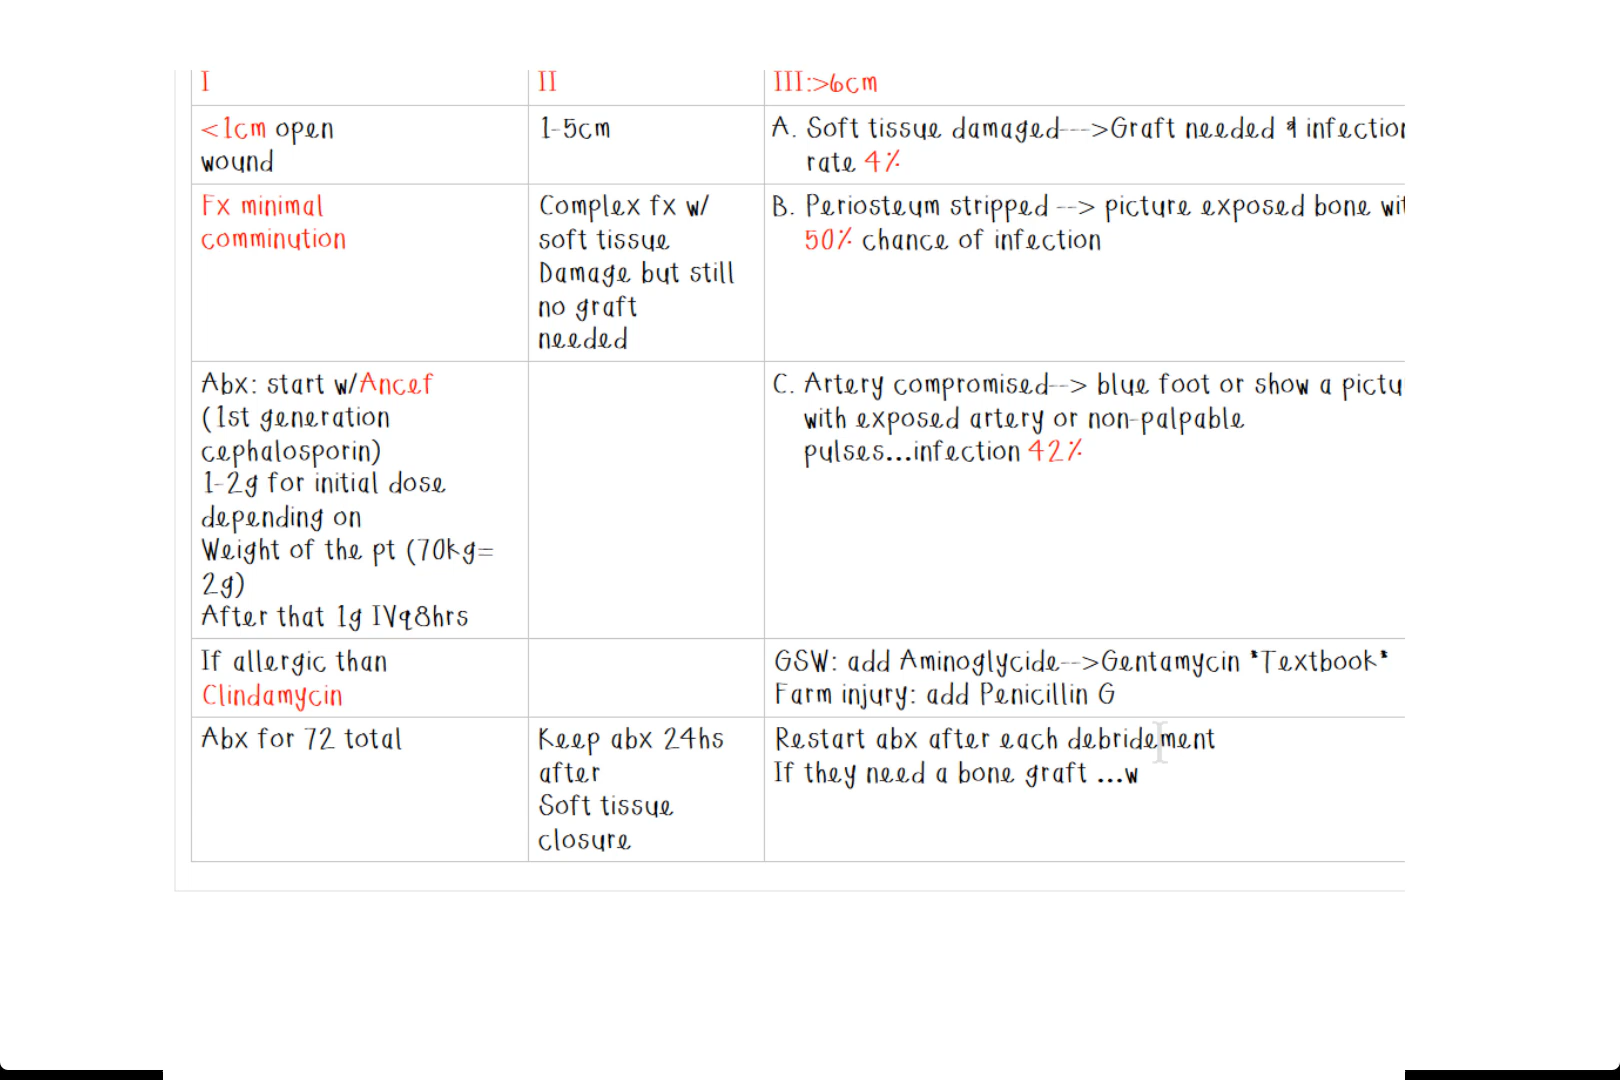 I
II
III:>6cm
<1cm open
wound
1-5cm
A. Soft tissue damaged--->Graft needed & infection
rate 4%
Fx minimal
comminution
Complex fx w/
soft tissue
Damage but still
no graft
needed
B. Periosteum stripped --> picture exposed bone wit
50% chance of infection
Abx: start w/Ancef
(1st generation
cephalosporin)
1-2g for initial dose
depending on
Weight of the pt (70kg=
2g)
After that 1g IVq8hrs
C. Artery compromised--> blue foot or show a pictu
with exposed artery or non-palpable
pulses...infection 42%
If allergic than
Clindamycin
GSW: add Aminoglycide-->Gentamycin *Textbook*
Farm injury: add Penicillin G
Abx for 72 total
Keep abx 24hs
after
Soft tissue
closure
Restart abx after each debridement
If they need a bone graft ...w